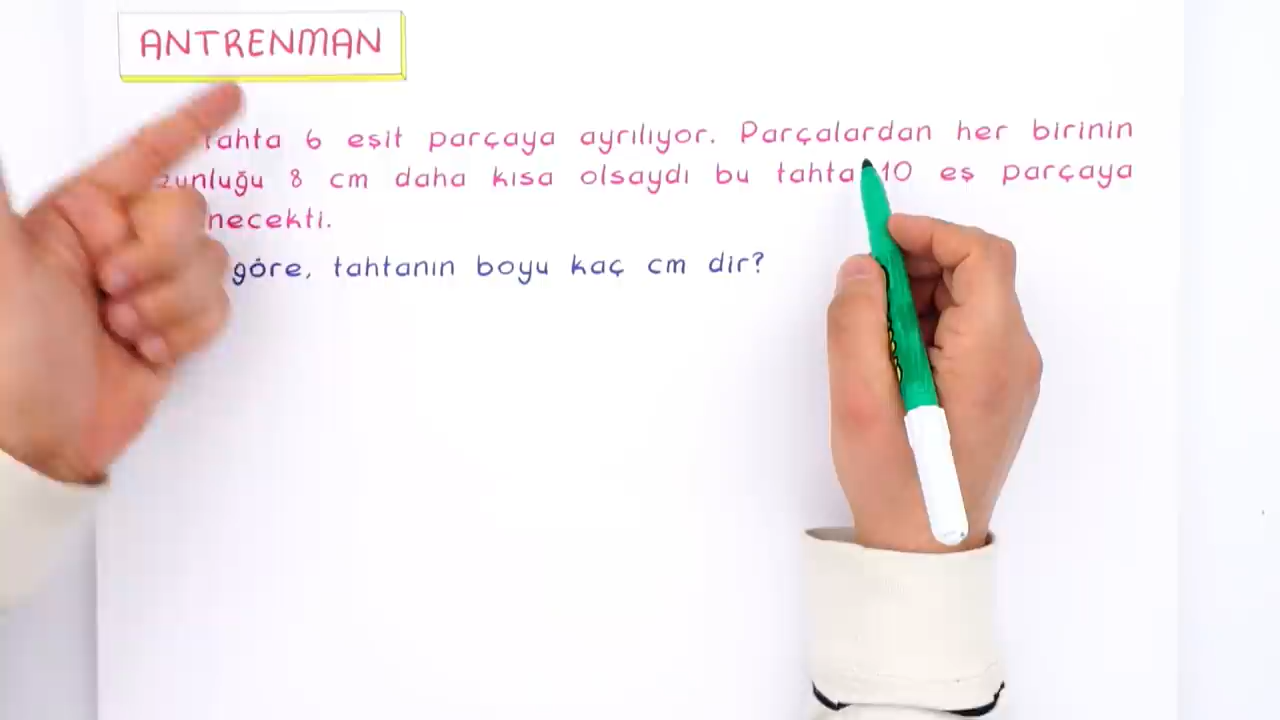 ANTRENMAN
tahta 6 eşit parçaya ayrılıyor. Parçalardan her birinin
uzunluğu 8 cm daha kısa olsaydı bu tahta 10 eş parçaya
necekti.
göre, tahtanın boyu kaç cm dir?